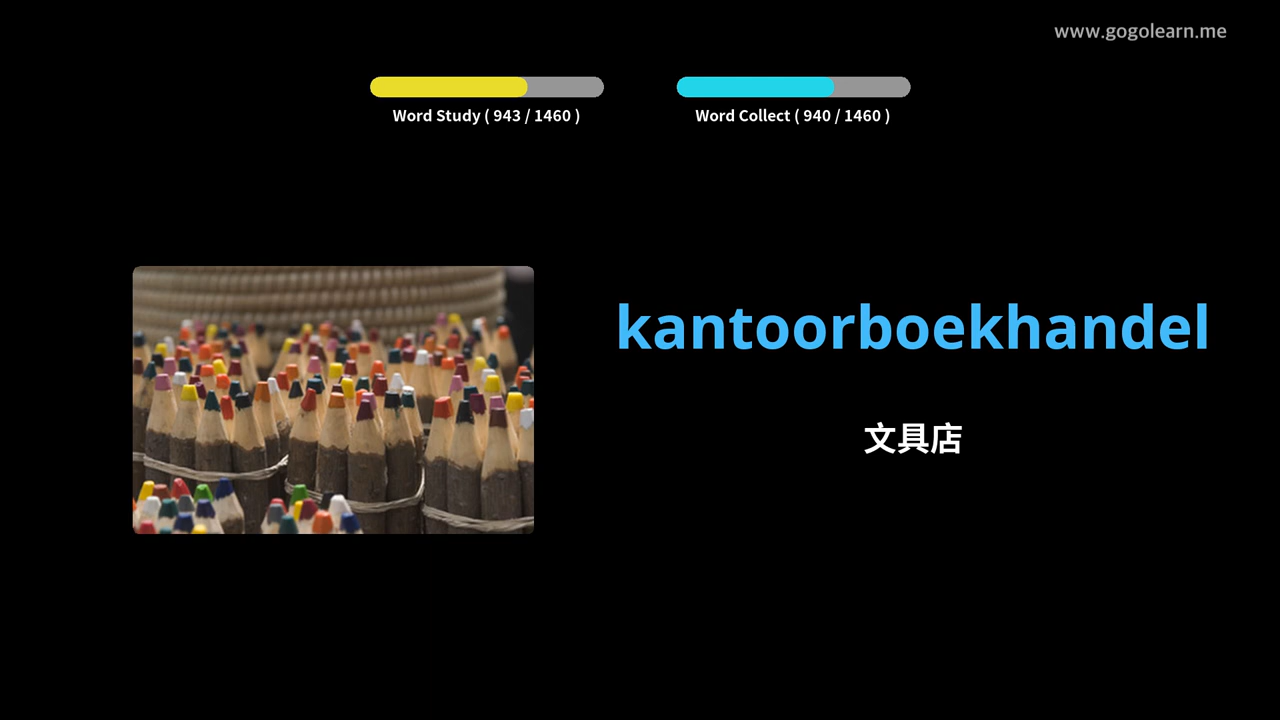 www.gogolearn.me
Word Study ( 943 / 1460 )
Word Collect ( 940 / 1460 )
kantoorboekhandel
文具店